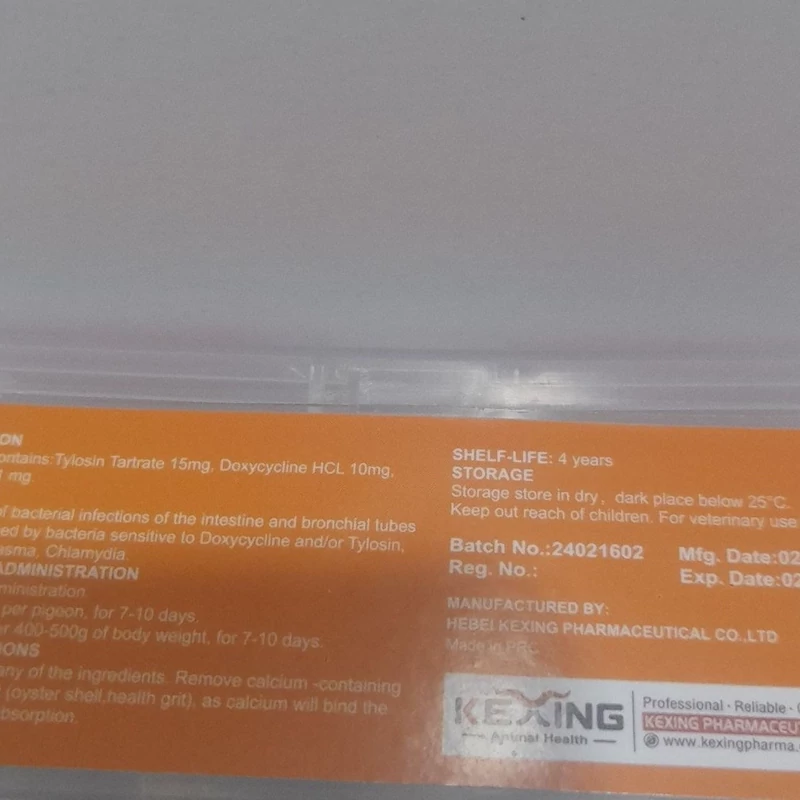 ON
ontains:Tylosin Tartrate 15mg, Doxycycline HCL 10mg,
1 mg.
of bacterial infections of the intestine and bronchial tubes
ed by bacteria sensitive to Doxycycline and/or Tylosin,
asma, Chlamydia.
ADMINISTRATION
ministration.
per pigeon, for 7-10 days.
er 400-500g of body weight, for 7-10 days.
IONS
any of the ingredients. Remove calcium -containing
(oyster shell,health grit), as calcium will bind the
bsorption.
SHELF-LIFE: 4 years
STORAGE
Storage store in dry, dark place below 25°C.
Keep out reach of children. For veterinary use
Batch No.:24021602
Mfg. Date:02
Reg. No.:
Exp. Date:02
MANUFACTURED BY:
HEBEI KEXING PHARMACEUTICAL CO.,LTD
Made in PRC
KEXING
Animal Health
Professional · Reliable ·
KEXING PHARMACEU
www.kexingpharma.